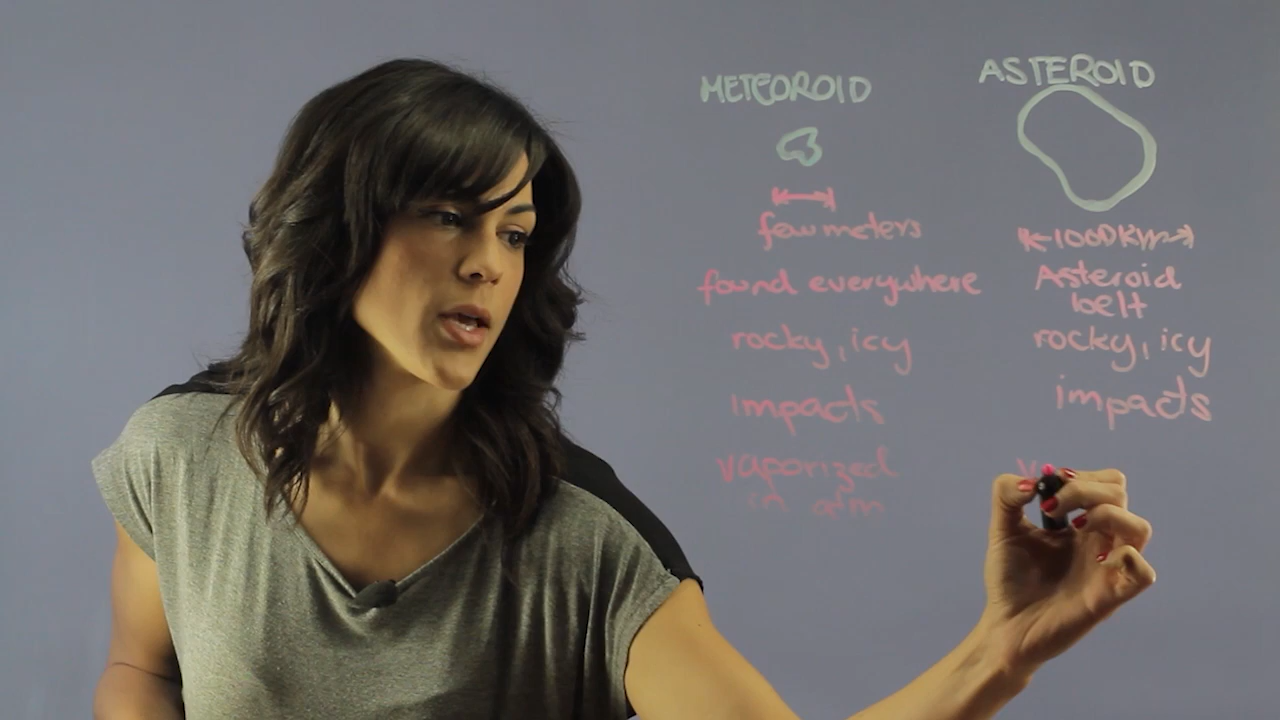 METEOROID
few meters
found everywhere
rocky, icy
impacts
vaporized
in atm
ASTEROID
1000Km
Asteroid
belt
rocky, icy
impacts
v